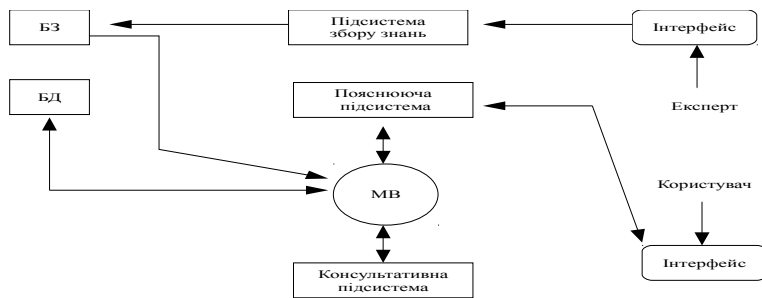 БЗ
Підсистема
збору знань
Інтерфейс
БД
Пояснююча
підсистема
Експерт
МВ
Користувач
Консультативна
підсистема
Інтерфейс